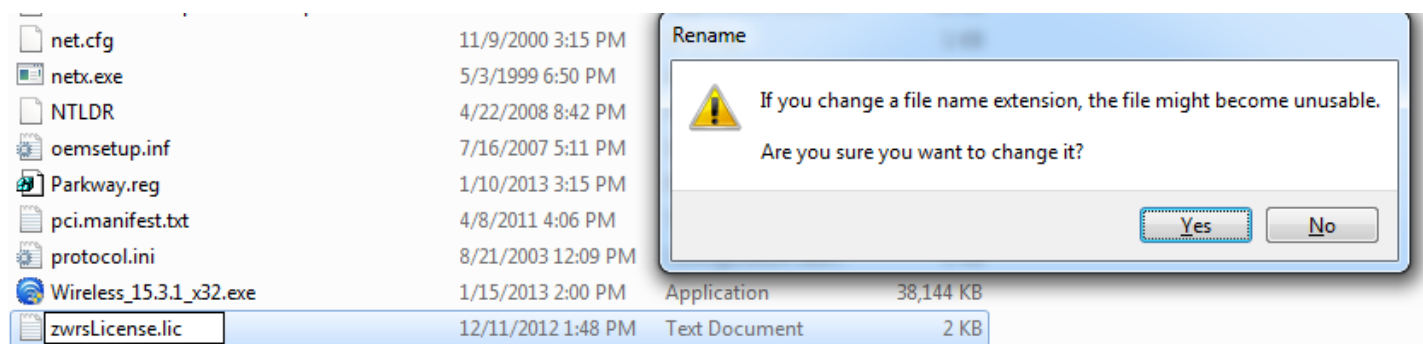 net.cfg 11/9/2000 3:15 PM
netx.exe 5/3/1999 6:50 PM
NTLDR 4/22/2008 8:42 PM
oemsetup.inf 7/16/2007 5:11 PM
Parkway.reg 1/10/2013 3:15 PM
pci.manifest.txt 4/8/2011 4:06 PM
protocol.ini 8/21/2003 12:09 PM
Wireless_15.3.1_x32.exe 1/15/2013 2:00 PM Application 38,144 KB
zwrsLicense.lic 12/11/2012 1:48 PM Text Document 2 KB
Rename
If you change a file name extension, the file might become unusable.
Are you sure you want to change it?
Yes No